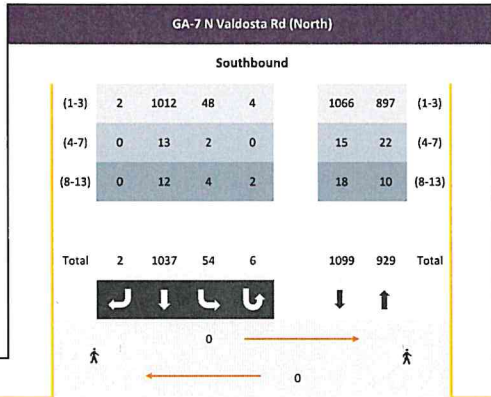 GA-7 N Valdosta Rd (North)
Southbound
(1-3) 2 1012 48 4 1066 897 (1-3)
(4-7) 0 13 2 0 15 22 (4-7)
(8-13) 0 12 4 2 18 10 (8-13)
Total 2 1037 54 6 1099 929 Total
0
0